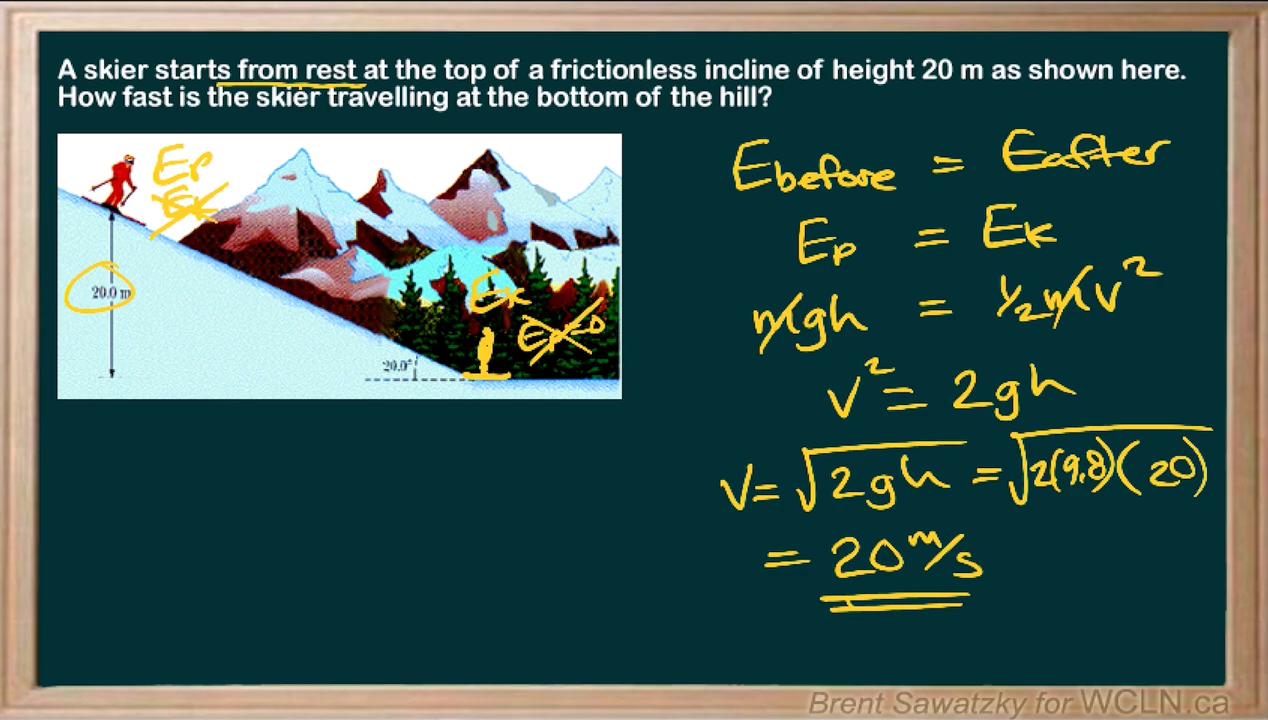 A skier starts from rest at the top of a frictionless incline of height 20 m as shown here.
How fast is the skier travelling at the bottom of the hill?
Ep
Ek
20.0 m
Ek
Ep=0
20.0°
Ebefore = Eafter
Ep = Ek
mgh = 1/2 m v²
v² = 2gh
v = √2gh = √2(9.8)(20)
= 20 m/s
Brent Sawatzky for WCLN.ca